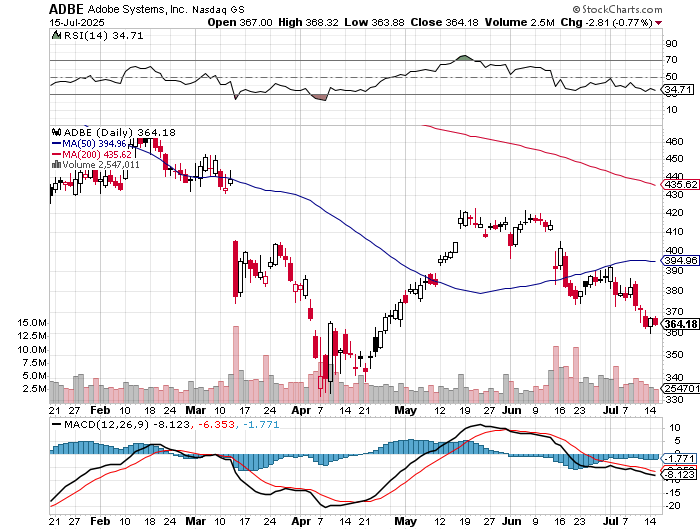 ADBE Adobe Systems, Inc. Nasdaq GS
© StockCharts.com
15-Jul-2025
Open 367.00 High 368.32 Low 363.88 Close 364.18 Volume 2.5M Chg -2.81 (-0.77%)
RSI(14) 34.71
90
70
50
30
10
34.71
ADBE (Daily) 364.18
MA(50) 394.96
MA(200) 435.62
Volume 2,547,011
460
450
440
435.62
430
420
410
400
394.96
390
380
370
364.18
360
350
340
330
15.0M
12.5M
10.0M
7.5M
5.0M
2.5M
254701
21 27 Feb 10 18 24 Mar 10 17 24 Apr 7 14 21 May 12 19 27 Jun 9 16 23 Jul 7 14
MACD(12,26,9) -8.123, -6.353, -1.771
10
5
0
-1.771
-8.123
-10
-15
-20
21 27 Feb 10 18 24 Mar 10 17 24 Apr 7 14 21 May 12 19 27 Jun 9 16 23 Jul 7 14